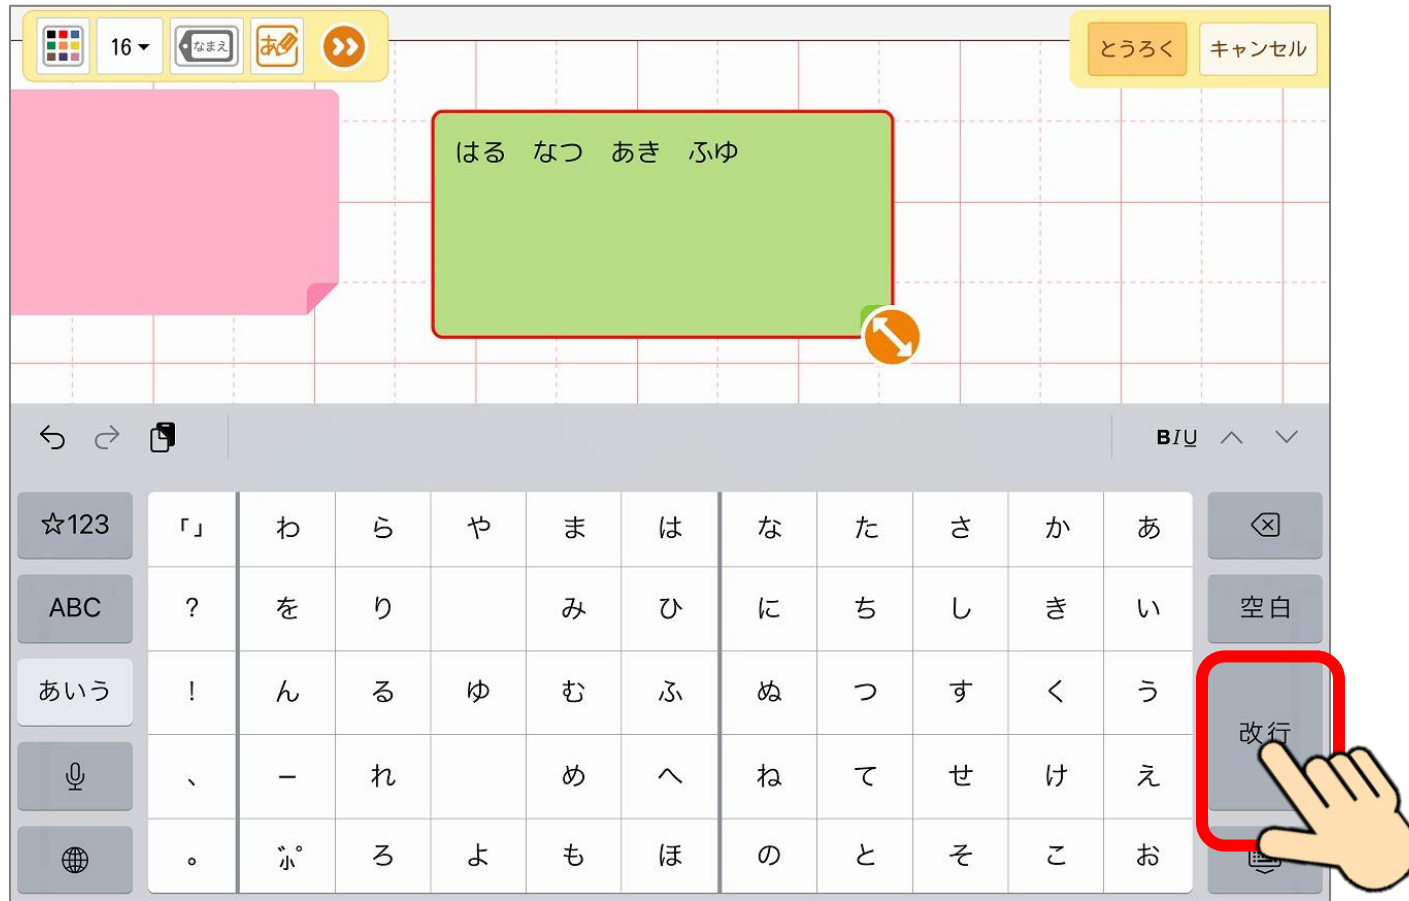 16 なまえ あ とうろく キャンセル
はる　なつ　あき　ふゆ
BIU
☆123 「」 わ ら や ま は な た さ か あ
ABC ? を り み ひ に ち し き い 空白
あいう ! ん る ゆ む ふ ぬ つ す く う
改行
、 ー れ め へ ね て せ け え
。 ゛゜小 ろ よ も ほ の と そ こ お